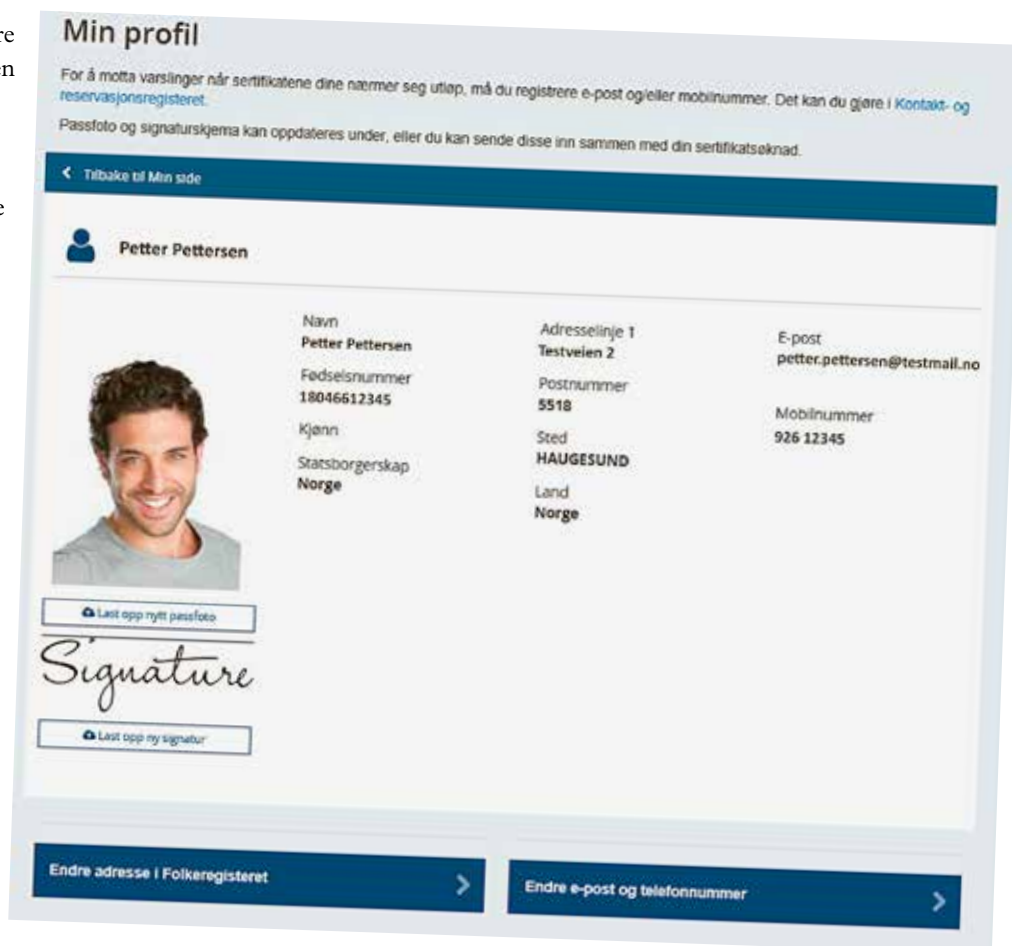 re
en
e
Min profil
For å motta varslinger når sertifikatene dine nærmer seg utløp, må du registrere e-post og/eller mobilnummer. Det kan du gjøre i Kontakt- og
reservasjonsregisteret.
Passfoto og signaturskjema kan oppdateres under, eller du kan sende disse inn sammen med din sertifikatsøknad.
Tilbake til Min side
Petter Pettersen
Navn
Petter Pettersen
Fødselsnummer
18046612345
Kjønn
Statsborgerskap
Norge
Adresselinje 1
Testveien 2
Postnummer
5518
Sted
HAUGESUND
Land
Norge
E-post
petter.pettersen@testmail.no
Mobilnummer
926 12345
Last opp nytt passfoto
Signature
Last opp ny signatur
Endre adresse i Folkeregisteret
Endre e-post og telefonnummer